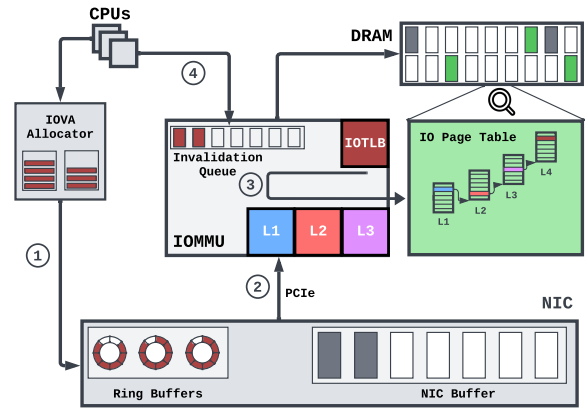 CPUs
DRAM
4
IOVA
Allocator
Invalidation
Queue
IOTLB
IO Page Table
L1
L2
L3
L4
3
IOMMU
L1
L2
L3
1
2
PCIe
NIC
Ring Buffers
NIC Buffer